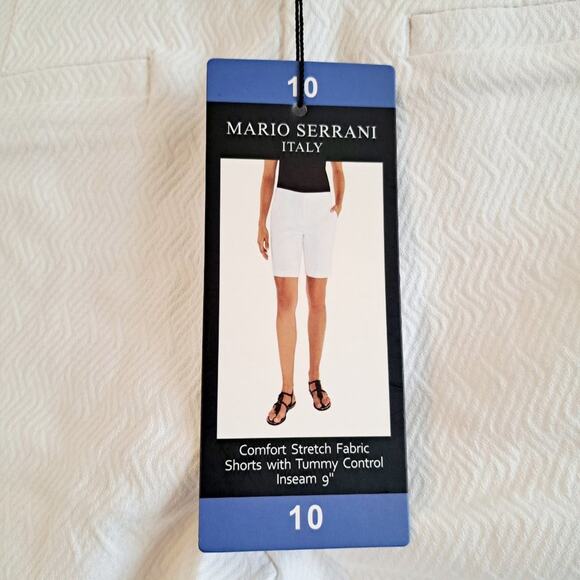 10
MARIO SERRANI
ITALY
Comfort Stretch Fabric
Shorts with Tummy Control
Inseam 9"
10